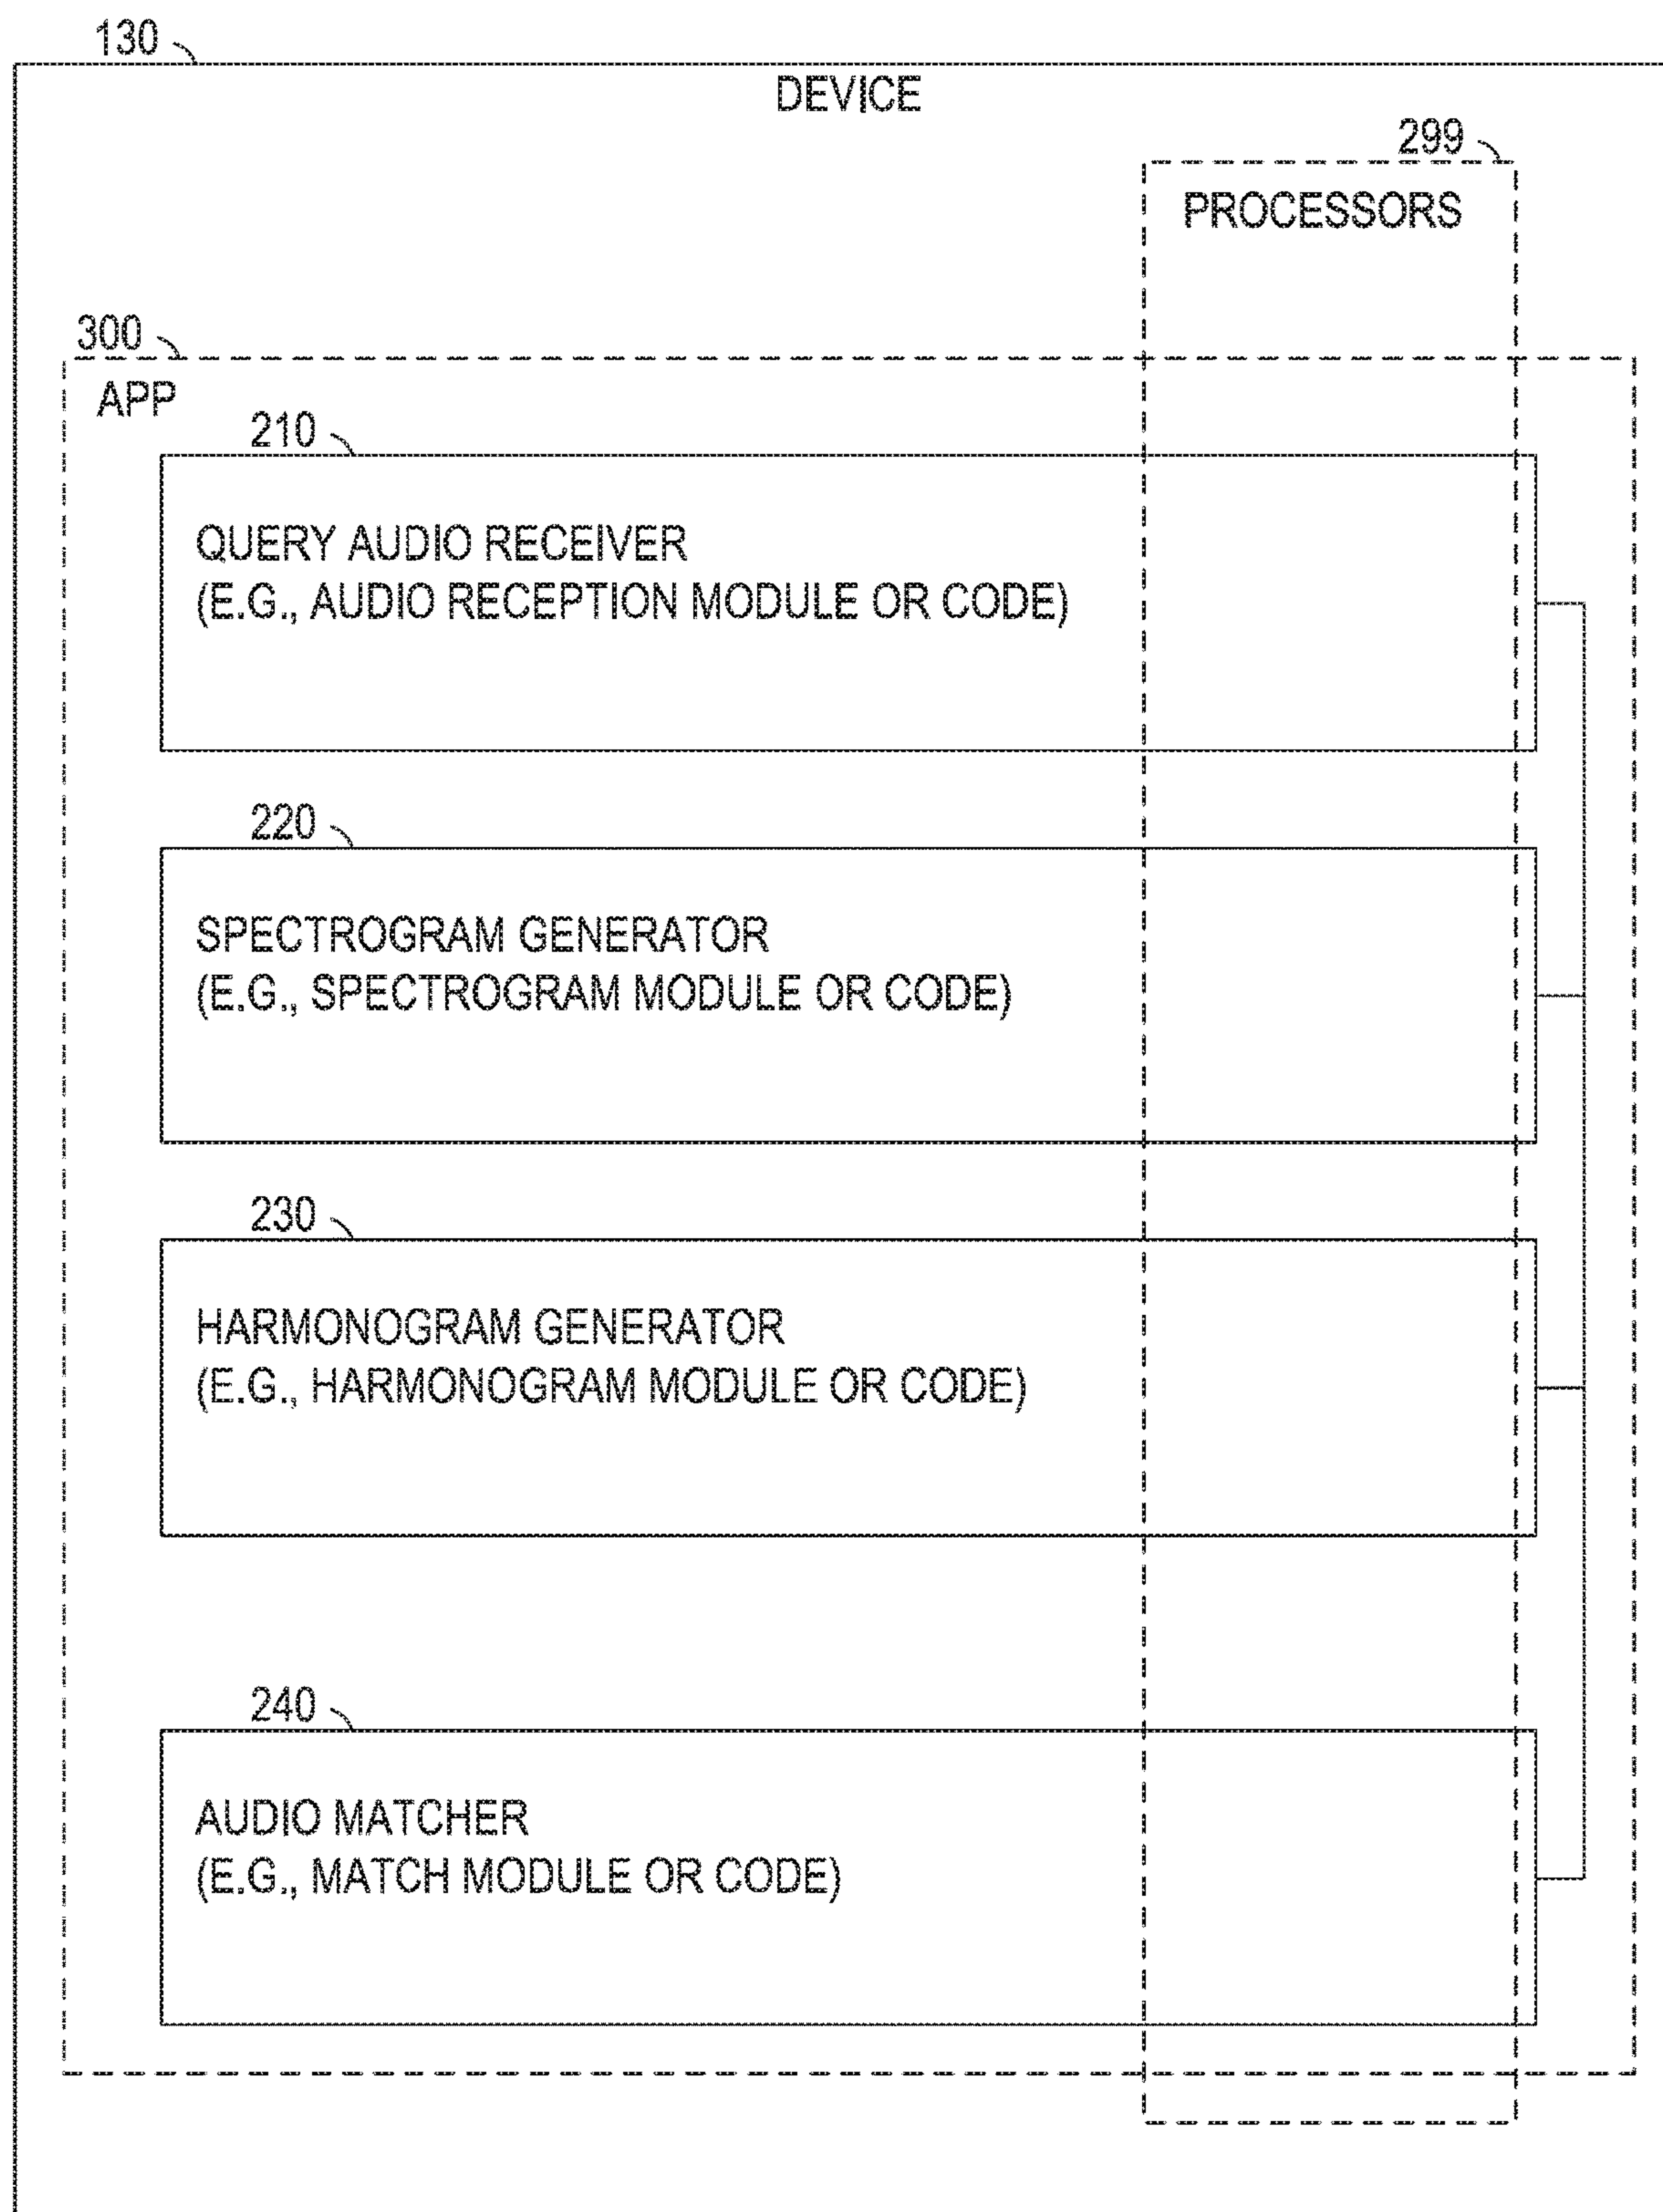 130
DEVICE
299
PROCESSORS
300
APP
210
QUERY AUDIO RECEIVER
(E.G., AUDIO RECEPTION MODULE OR CODE)
220
SPECTROGRAM GENERATOR
(E.G., SPECTROGRAM MODULE OR CODE)
230
HARMONOGRAM GENERATOR
(E.G., HARMONOGRAM MODULE OR CODE)
240
AUDIO MATCHER
(E.G., MATCH MODULE OR CODE)